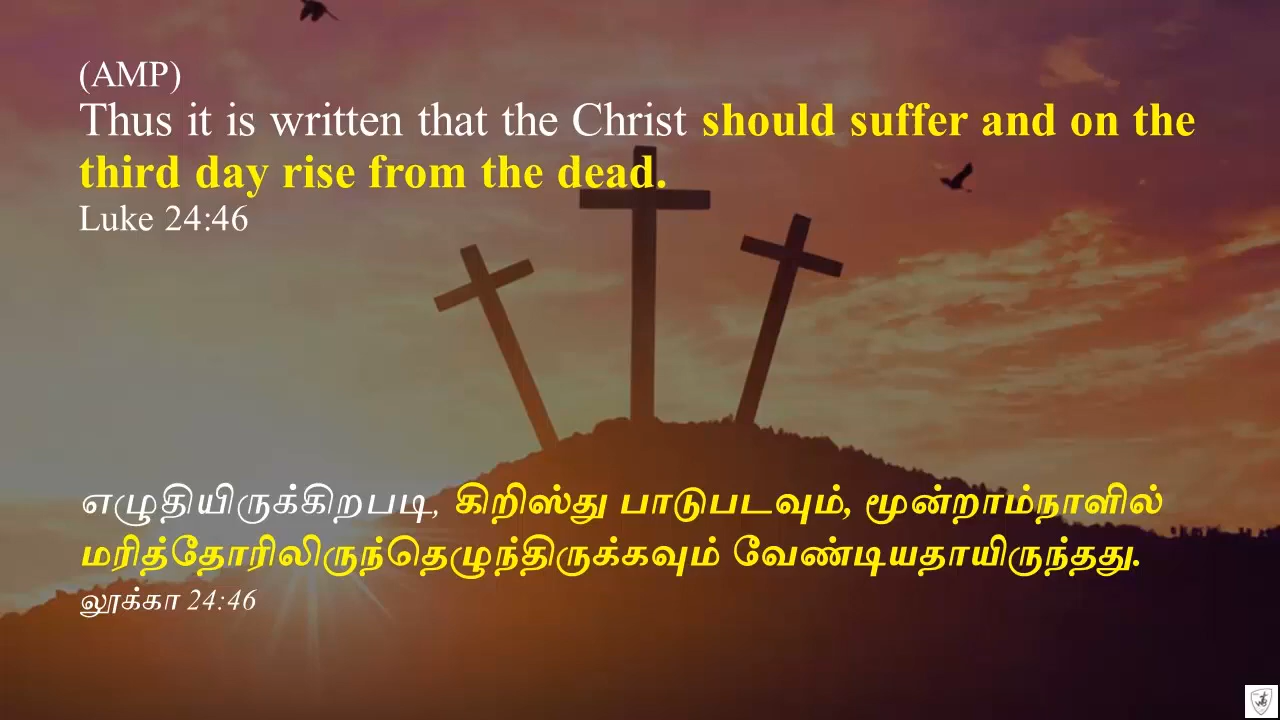 (AMP)
Thus it is written that the Christ should suffer and on the
third day rise from the dead.
Luke 24:46
எழுதியிருக்கிறபடி, கிறிஸ்து பாடுபடவும், மூன்றாம்நாளில்
மரித்தோரிலிருந்தெழுந்திருக்கவும் வேண்டியதாயிருந்தது.
லூக்கா 24:46